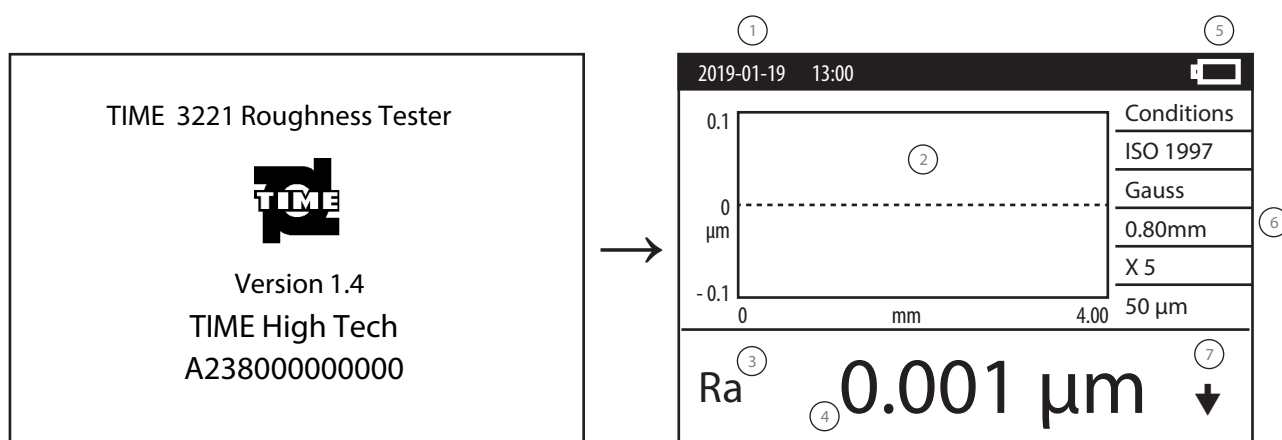 TIME 3221 Roughness Tester
TIME
Version 1.4
TIME High Tech
A238000000000
→
1
5
2019-01-19 13:00
0.1
0
µm
- 0.1
2
0 mm 4.00
Conditions
ISO 1997
Gauss
0.80mm
X 5
50 µm
6
Ra
3
4
0.001 µm
7